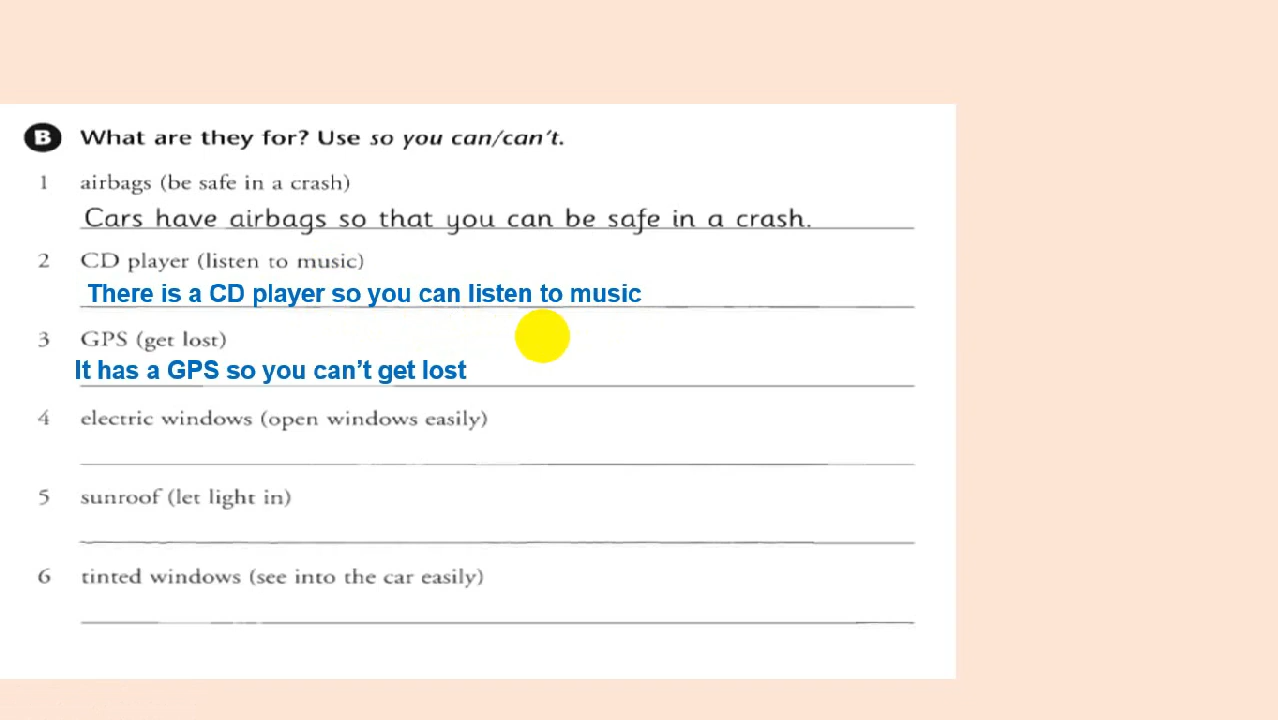 B What are they for? Use so you can/can't.
1 airbags (be safe in a crash)
Cars have airbags so that you can be safe in a crash.
2 CD player (listen to music)
There is a CD player so you can listen to music
3 GPS (get lost)
It has a GPS so you can't get lost
4 electric windows (open windows easily)
5 sunroof (let light in)
6 tinted windows (see into the car easily)